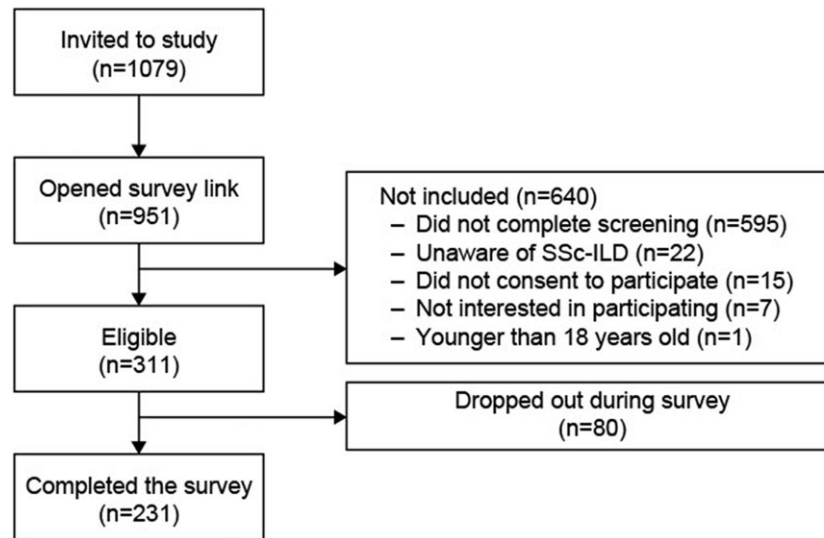 Invited to study
(n=1079)
Opened survey link
(n=951)
Not included (n=640)
– Did not complete screening (n=595)
– Unaware of SSc-ILD (n=22)
– Did not consent to participate (n=15)
– Not interested in participating (n=7)
– Younger than 18 years old (n=1)
Eligible
(n=311)
Dropped out during survey
(n=80)
Completed the survey
(n=231)